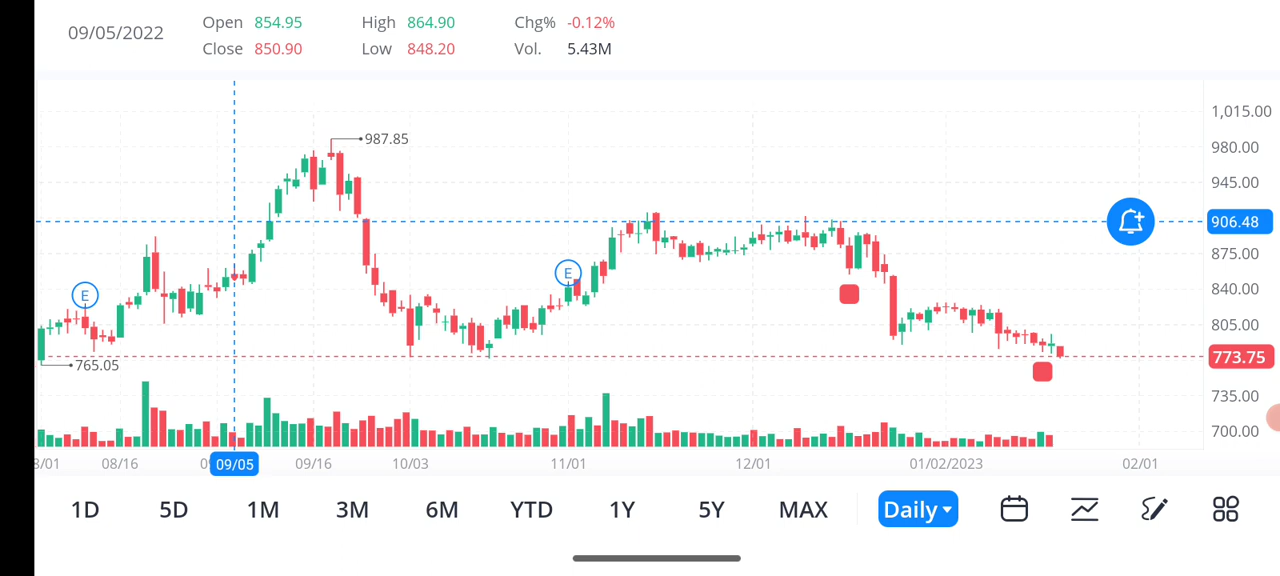 09/05/2022 Open 854.95 High 864.90 Chg% -0.12%
Close 850.90 Low 848.20 Vol. 5.43M
1,015.00
987.85
980.00
945.00
906.48
875.00
E
E
840.00
805.00
773.75
765.05
735.00
700.00
8/01 08/16 09/05 09/16 10/03 11/01 12/01 01/02/2023 02/01
1D 5D 1M 3M 6M YTD 1Y 5Y MAX Daily